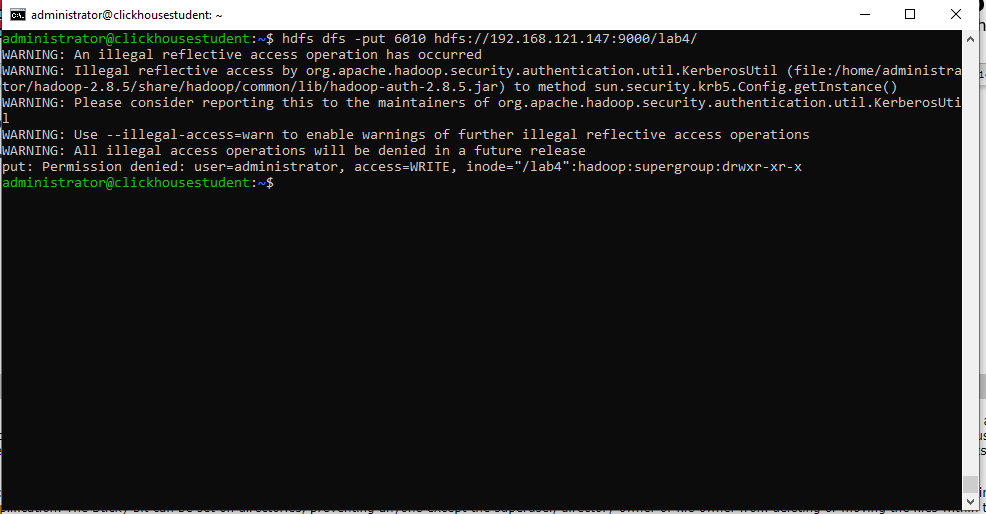 administrator@clickhousestudent: ~
administrator@clickhousestudent:~$ hdfs dfs -put 6010 hdfs://192.168.121.147:9000/lab4/
WARNING: An illegal reflective access operation has occurred
WARNING: Illegal reflective access by org.apache.hadoop.security.authentication.util.KerberosUtil (file:/home/administra
tor/hadoop-2.8.5/share/hadoop/common/lib/hadoop-auth-2.8.5.jar) to method sun.security.krb5.Config.getInstance()
WARNING: Please consider reporting this to the maintainers of org.apache.hadoop.security.authentication.util.KerberosUti
l
WARNING: Use --illegal-access=warn to enable warnings of further illegal reflective access operations
WARNING: All illegal access operations will be denied in a future release
put: Permission denied: user=administrator, access=WRITE, inode="/lab4":hadoop:supergroup:drwxr-xr-x
administrator@clickhousestudent:~$